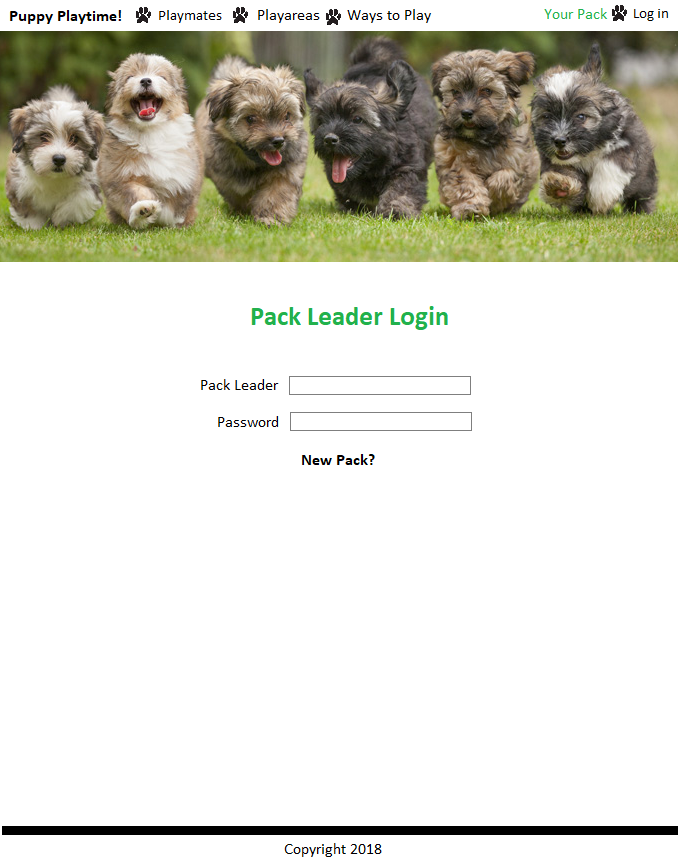 Puppy Playtime! Playmates Playareas Ways to Play Your Pack Log in
Pack Leader Login
Pack Leader
Password
New Pack?
Copyright 2018